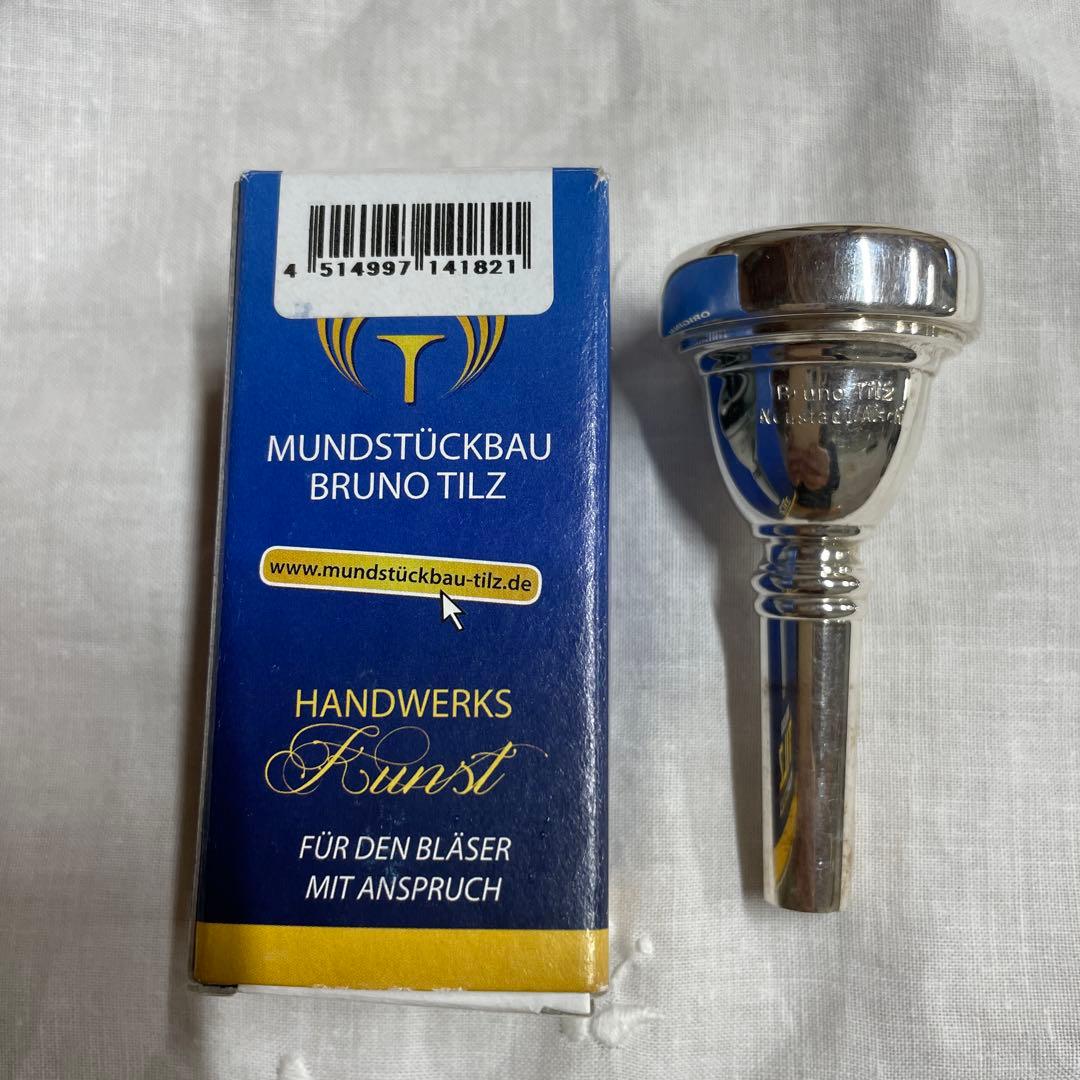 4 514997 141821
MUNDSTÜCKBAU
BRUNO TILZ
www.mundstückbau-tilz.de
HANDWERKS
Kunst
FÜR DEN BLÄSER
MIT ANSPRUCH
Bruno Tilz